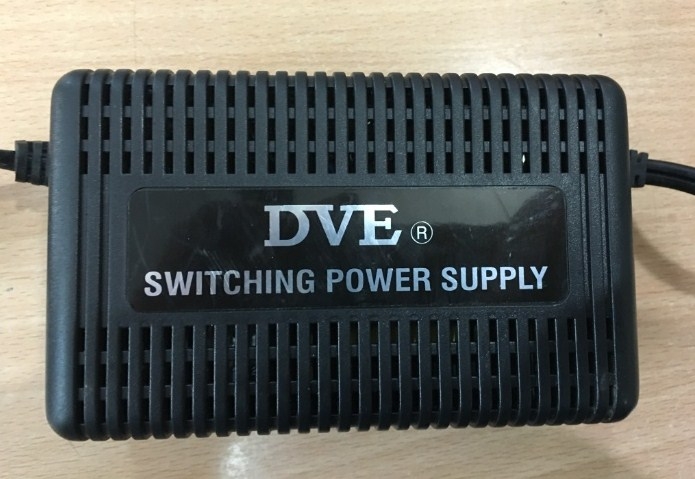 DVE ®
SWITCHING POWER SUPPLY